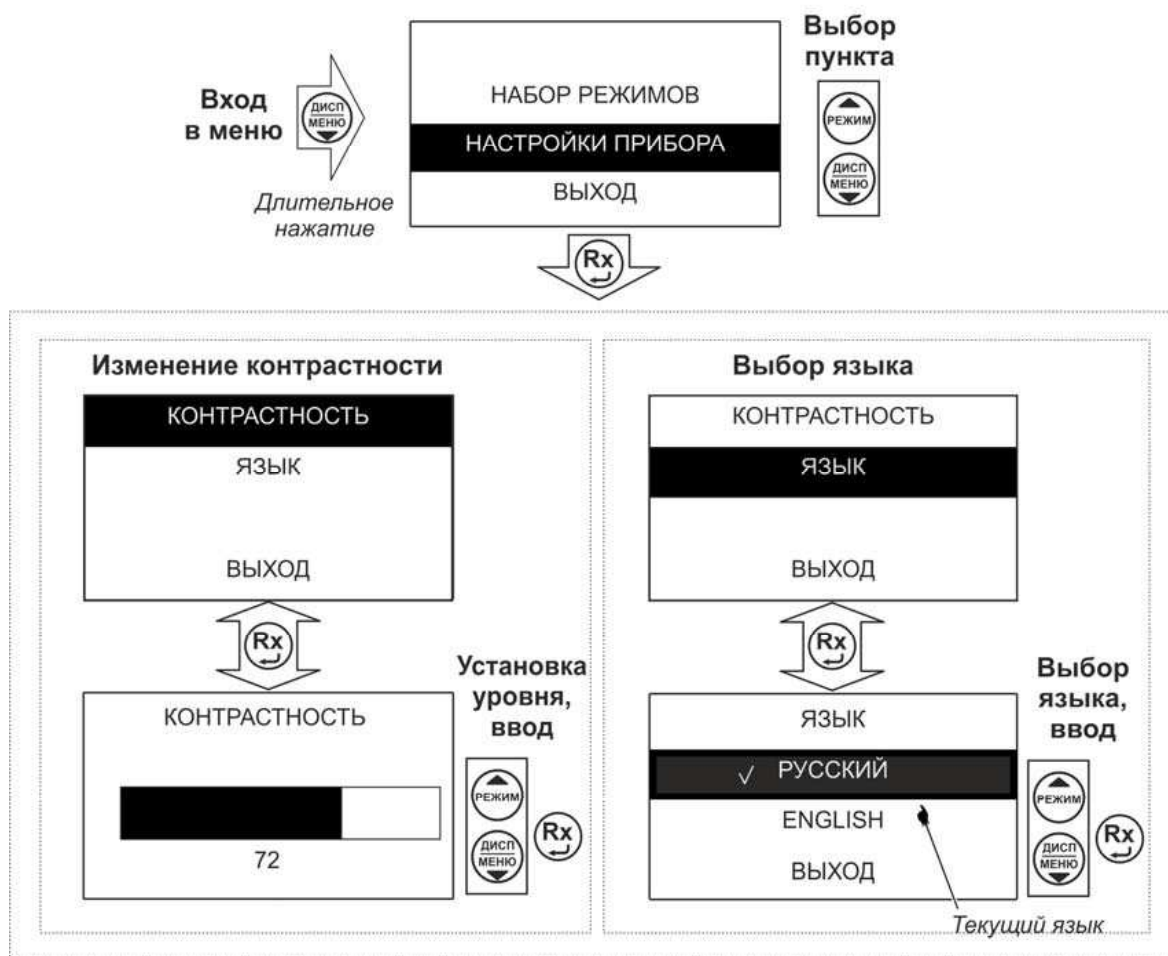 Вход
в меню
ДИСП
МЕНЮ
Длительное
нажатие
НАБОР РЕЖИМОВ
НАСТРОЙКИ ПРИБОРА
ВЫХОД
Выбор
пункта
РЕЖИМ
ДИСП
МЕНЮ
Rx
Изменение контрастности
КОНТРАСТНОСТЬ
ЯЗЫК
ВЫХОД
Rx
КОНТРАСТНОСТЬ
72
Установка
уровня,
ввод
РЕЖИМ
ДИСП
МЕНЮ
Rx
Выбор языка
КОНТРАСТНОСТЬ
ЯЗЫК
ВЫХОД
Rx
ЯЗЫК
√ РУССКИЙ
ENGLISH
ВЫХОД
Выбор
языка,
ввод
РЕЖИМ
ДИСП
МЕНЮ
Rx
Текущий язык